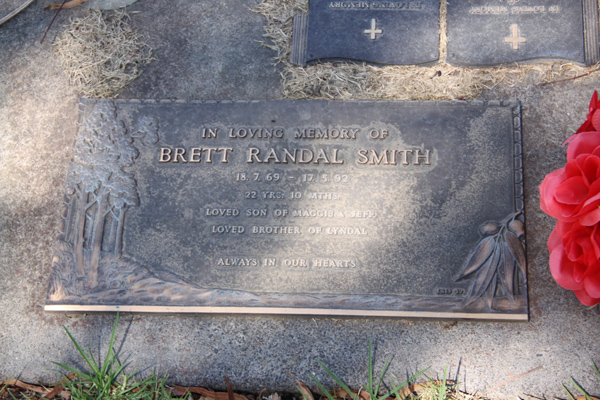 IN LOVING MEMORY OF
BRETT RANDAL SMITH
18.7.69 - 17.5.92
22 YRS 10 MTHS
LOVED SON OF MAGGIE & JEFF
LOVED BROTHER OF LYNDAL
ALWAYS IN OUR HEARTS